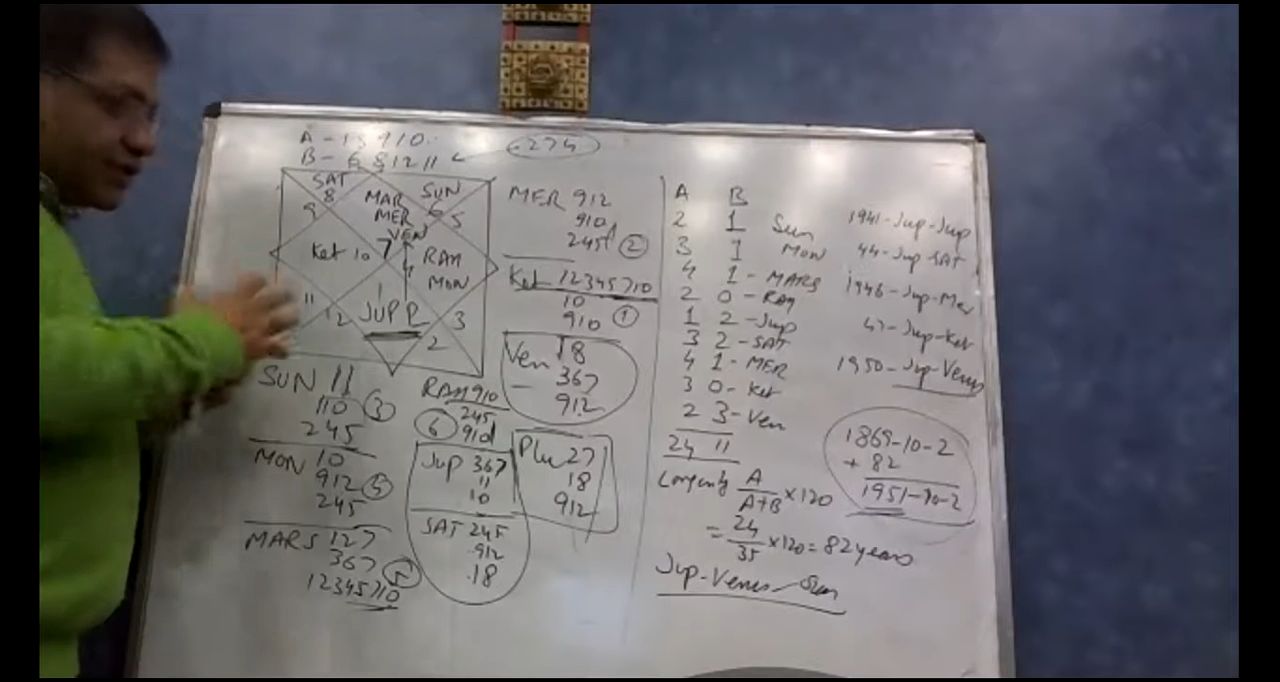 A - 1 5 9 10
B - 6 8 12 11
.274
SAT
8
MAR
MER
VEN
SUN
6
9
5
Ket 10
7
4
RAH
MON
1
JUP R
11
12
3
2
MER 912
910
245 ②
Ket 12345710
10
910 ①
Ven 18
367
912
SUN 11
110 ③
245
MON 10
912 ⑤
245
MARS 127
367 ⑤
12345710
RAH 910
245
⑥ 910
Jup 367
11
10
SAT 245
912
18
Plu 27
18
912
A B
2 1 Sun
3 1 MON
4 1 - MARS
2 0 - RAH
1 2 - Jup
3 2 - SAT
4 1 - MER
3 0 - Ket
2 3 - Ven
24 11
Longevity A/A+B × 120
= 24/35 × 120 = 82 years
Jup - Venus - Sun
1941 - Jup - Jup
44 - Jup SAT
1946 - Jup - Mer
47 - Jup - Ket
1950 - Jup - Venus
1869 - 10 - 2
+ 82
1951 - 10 - 2